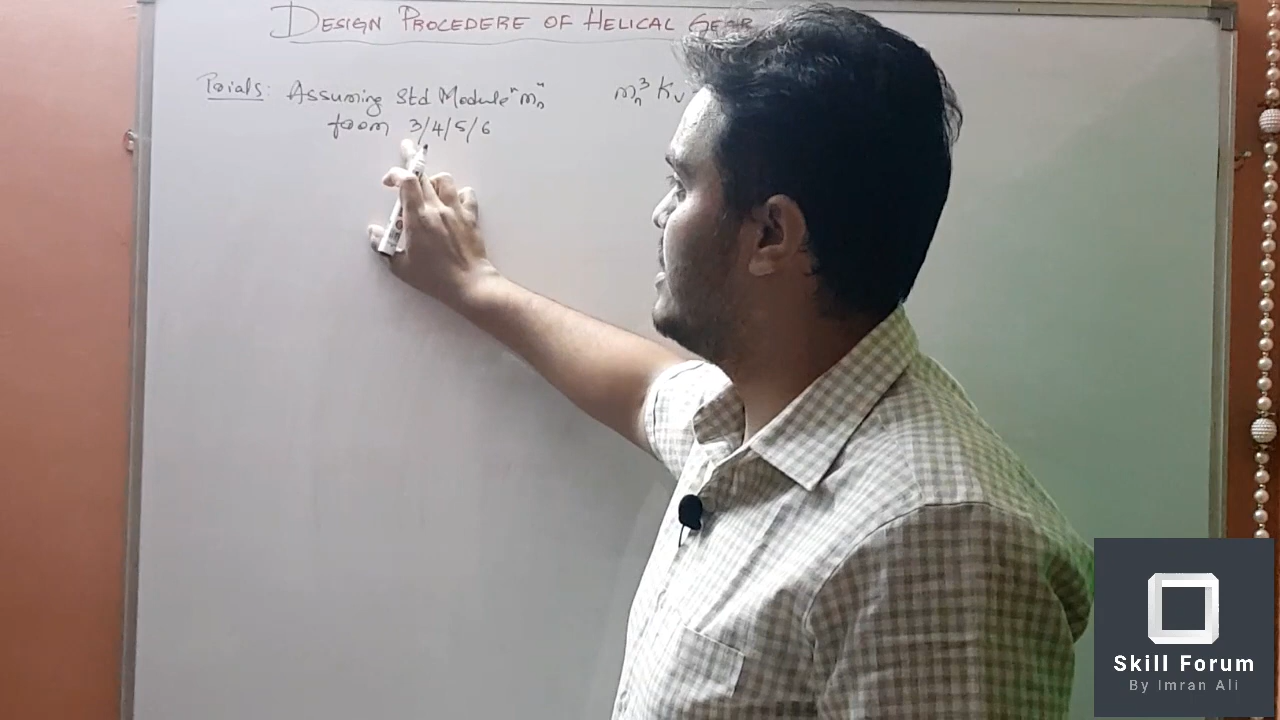 DESIGN PROCEDERE OF HELICAL GEAR
Trials: Assuming Std Module "mn"
from 3/4/5/6
mn³ Kv
Skill Forum
By Imran Ali